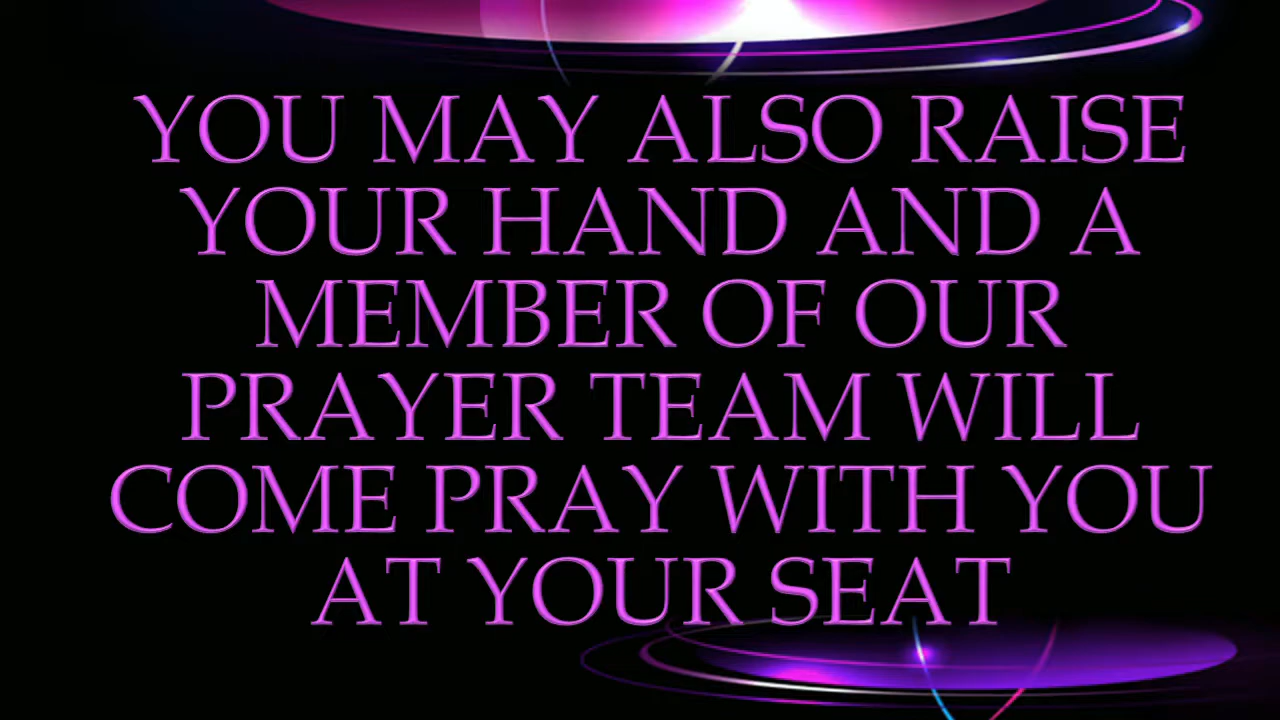 YOU MAY ALSO RAISE
YOUR HAND AND A
MEMBER OF OUR
PRAYER TEAM WILL
COME PRAY WITH YOU
AT YOUR SEAT